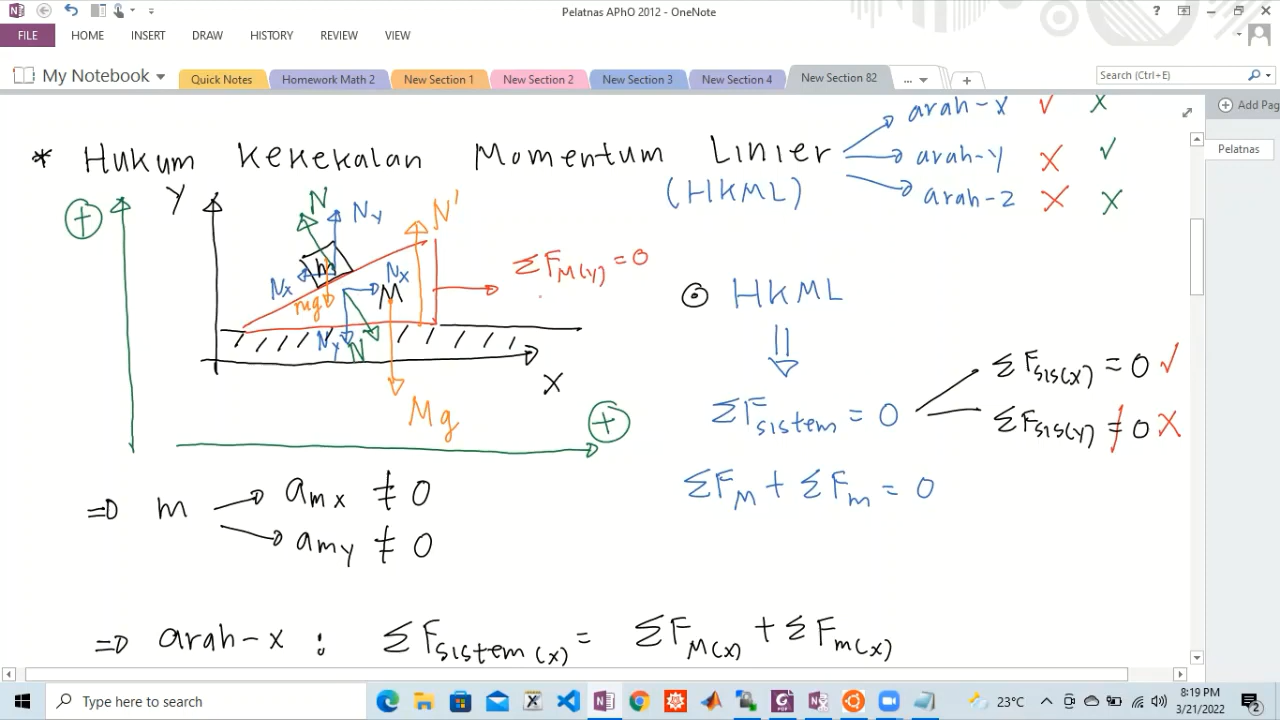 Pelatnas APhO 2012 - OneNote
FILE HOME INSERT DRAW HISTORY REVIEW VIEW
My Notebook Quick Notes Homework Math 2 New Section 1 New Section 2 New Section 3 New Section 4 New Section 82 ... + Search (Ctrl+E)
+ Add Pag
Pelatnas
arah-x ✓ X
* Hukum Kekekalan Momentum Linier arah-y X ✓
(HKML) arah-z X X
Y
+
N
Ny
N'
m
Nx
mg
Nx
M
Ny
N
Mg
X
+
ΣF_M(y) = 0
⊙ HKML
⇓
ΣF_sistem = 0
ΣF_sis(x) = 0 ✓
ΣF_sis(y) ≠ 0 X
ΣF_M + ΣF_m = 0
⇒ m a_mx ≠ 0
a_my ≠ 0
⇒ arah-x : ΣF_sistem(x) = ΣF_M(x) + ΣF_m(x)
Type here to search
23°C
8:19 PM
3/21/2022
2